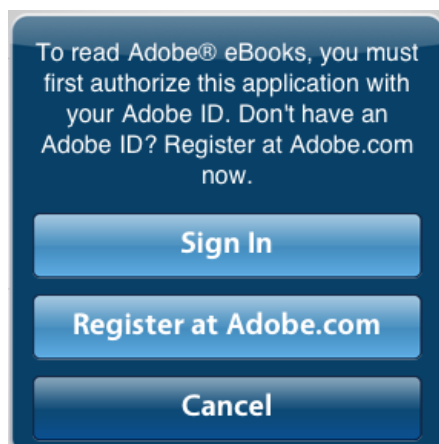 To read Adobe® eBooks, you must
first authorize this application with
your Adobe ID. Don't have an
Adobe ID? Register at Adobe.com
now.
Sign In
Register at Adobe.com
Cancel